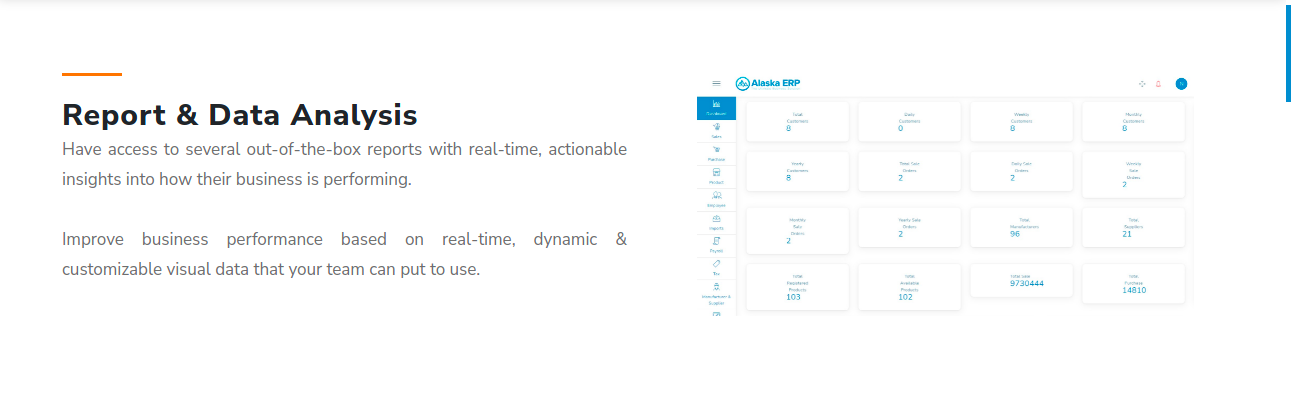 Report & Data Analysis
Have access to several out-of-the-box reports with real-time, actionable
insights into how their business is performing.
Improve business performance based on real-time, dynamic &
customizable visual data that your team can put to use.
Alaska ERP
Dashboard
Sales
Purchase
Product
Employee
Reports
Payroll
Tax
Manufacturer &
Supplier
Total
Customers
8
Daily
Customers
0
Weekly
Customers
8
Monthly
Customers
8
Yearly
Customers
8
Total Sale
Orders
2
Daily Sale
Orders
2
Weekly
Sale
Orders
2
Monthly
Sale
Orders
2
Yearly Sale
Orders
2
Total
Manufacturers
96
Total
Suppliers
21
Total
Registered
Products
103
Total
Available
Products
102
Total Sale
9730444
Total
Purchase
14810